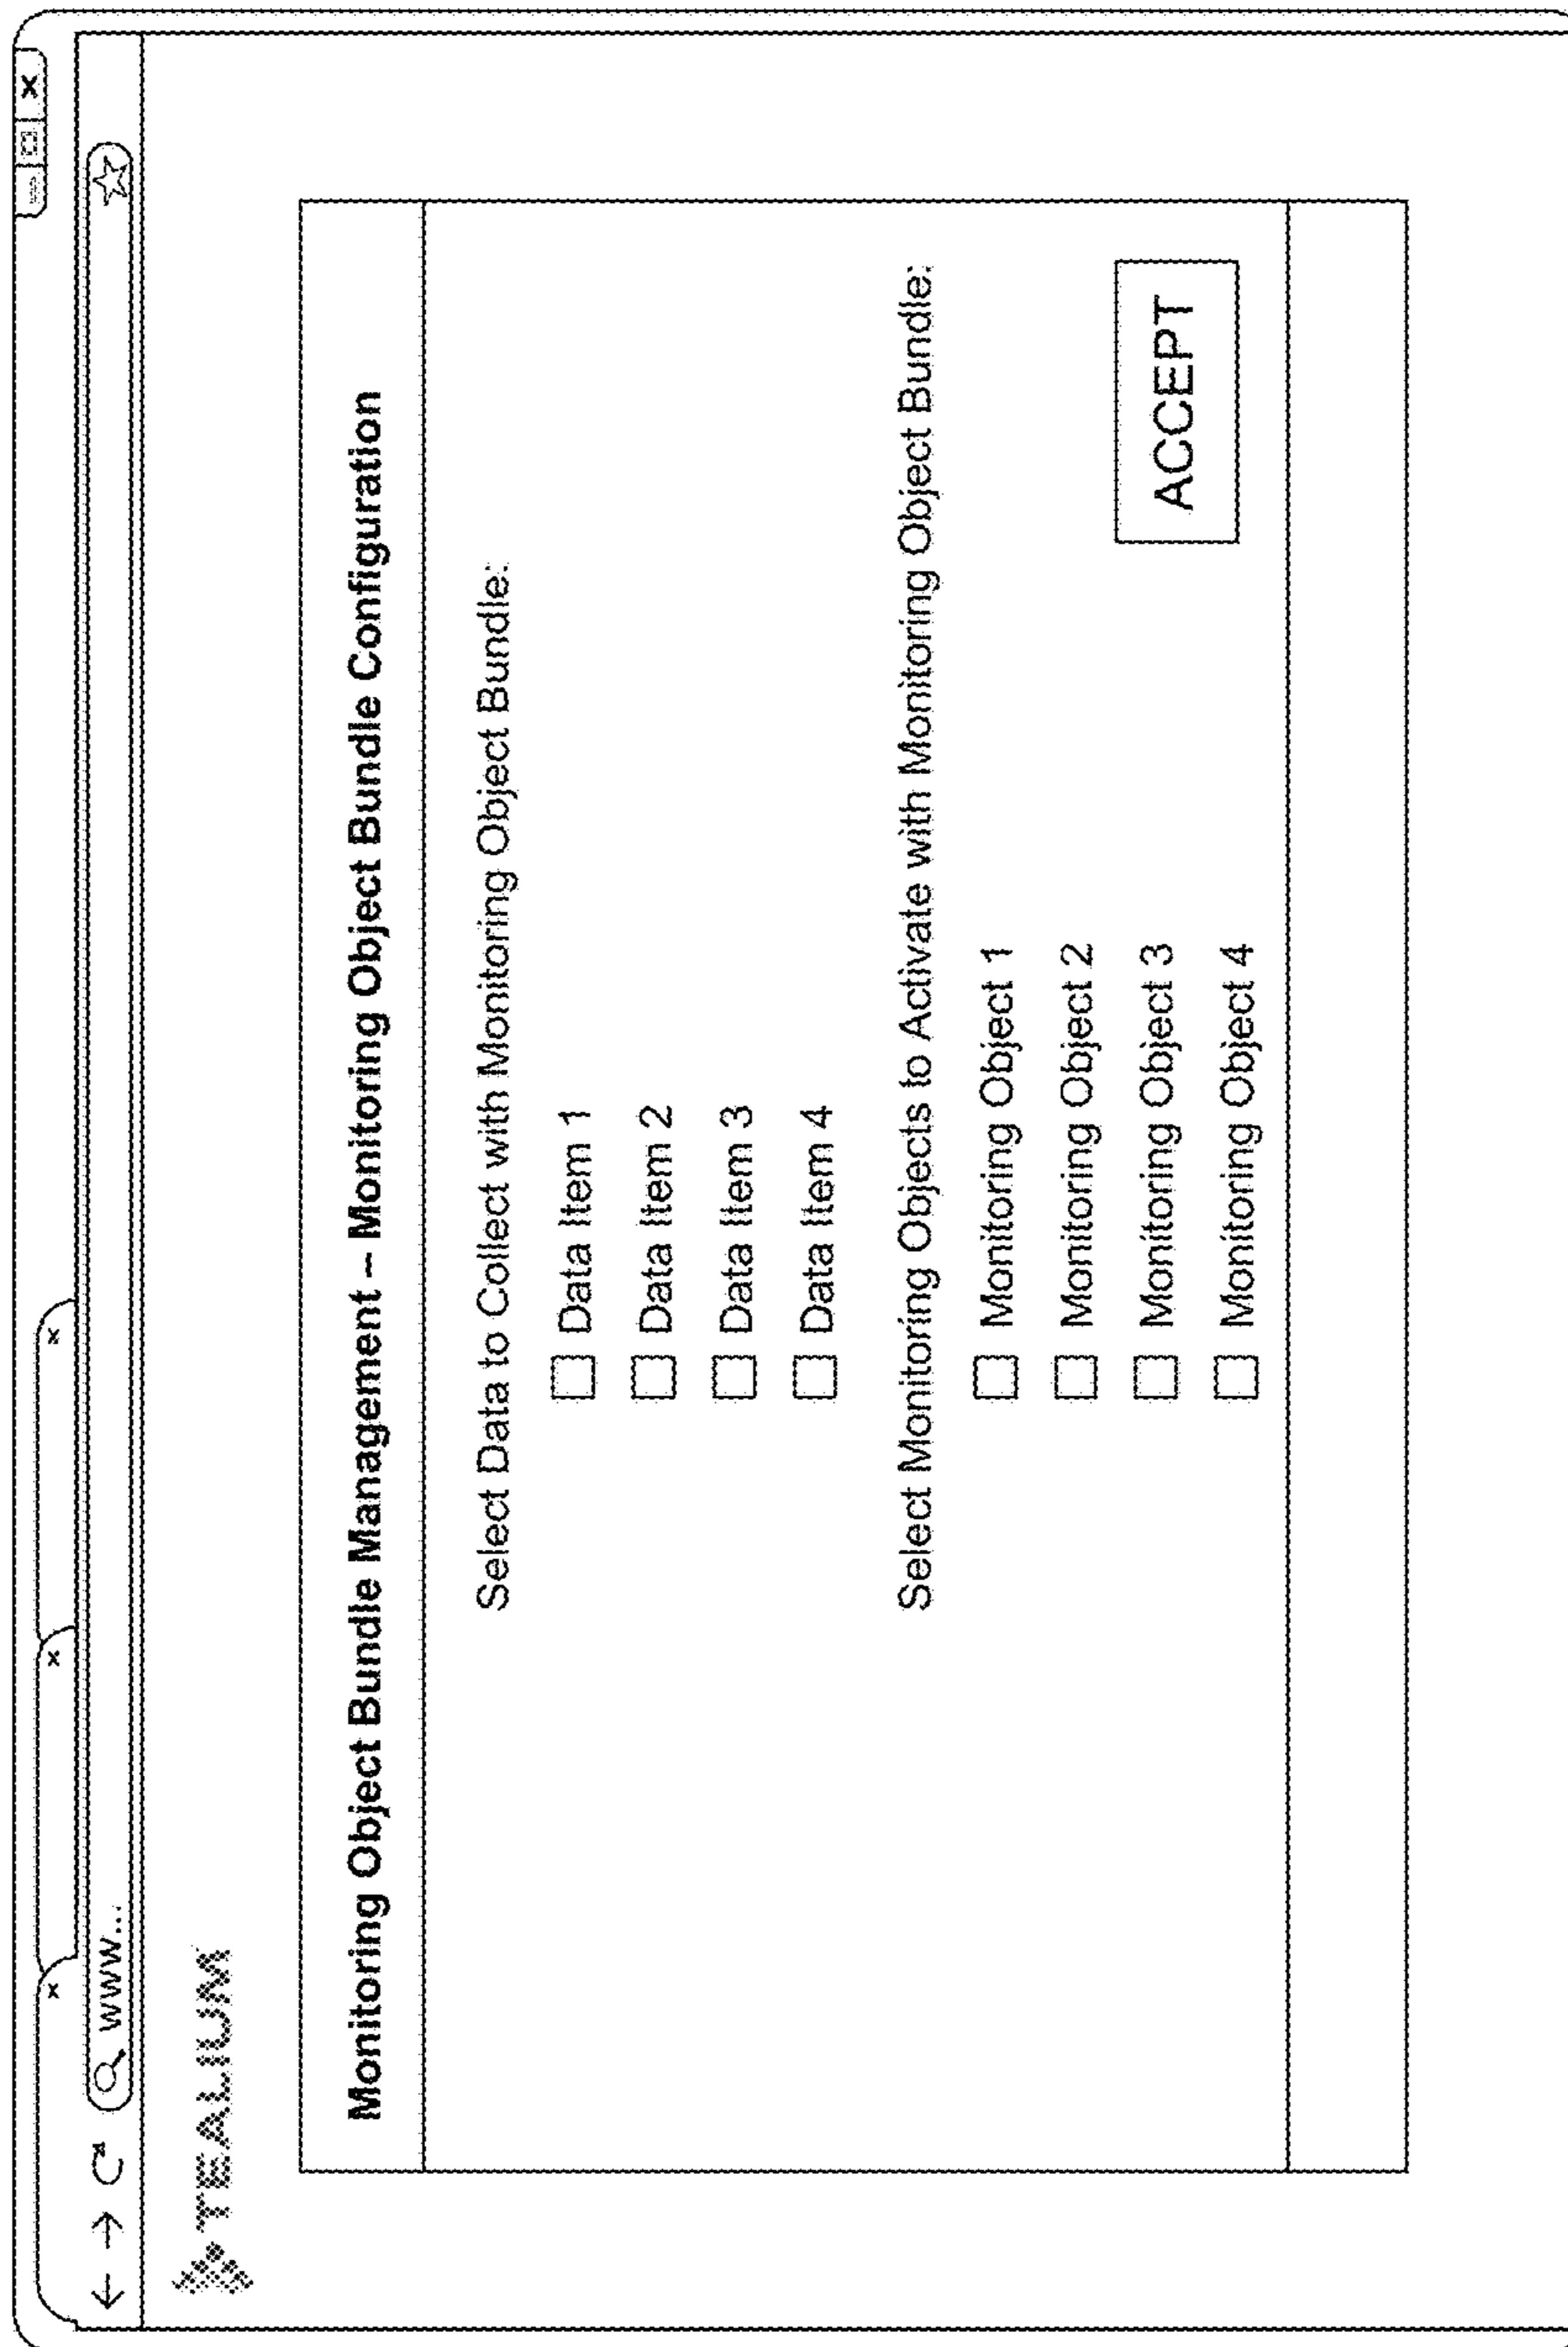 www...
TEALIUM
Monitoring Object Bundle Management – Monitoring Object Bundle Configuration
Select Data to Collect with Monitoring Object Bundle:
Data Item 1
Data Item 2
Data Item 3
Data Item 4
Select Monitoring Objects to Activate with Monitoring Object Bundle:
Monitoring Object 1
Monitoring Object 2
Monitoring Object 3
Monitoring Object 4
ACCEPT